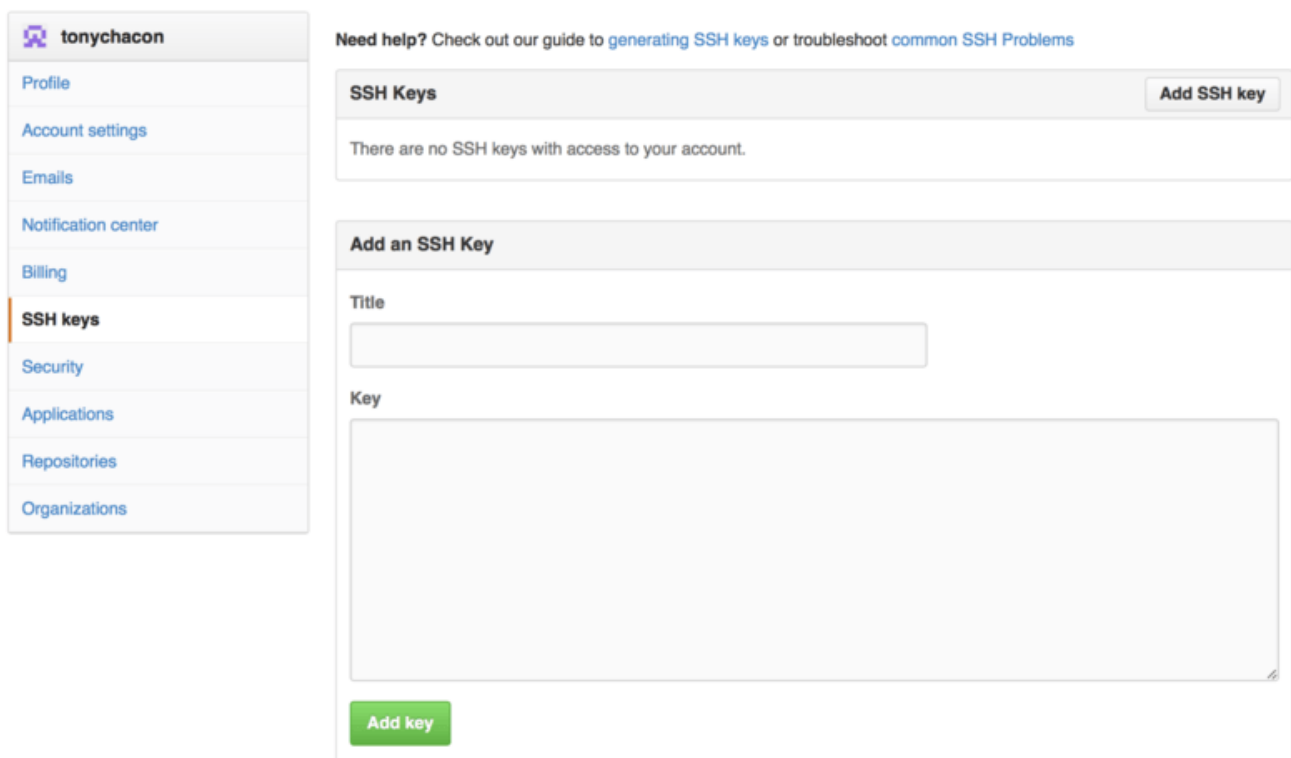 tonychacon
Profile
Account settings
Emails
Notification center
Billing
SSH keys
Security
Applications
Repositories
Organizations
Need help? Check out our guide to generating SSH keys or troubleshoot common SSH Problems
SSH Keys
Add SSH key
There are no SSH keys with access to your account.
Add an SSH Key
Title
Key
Add key